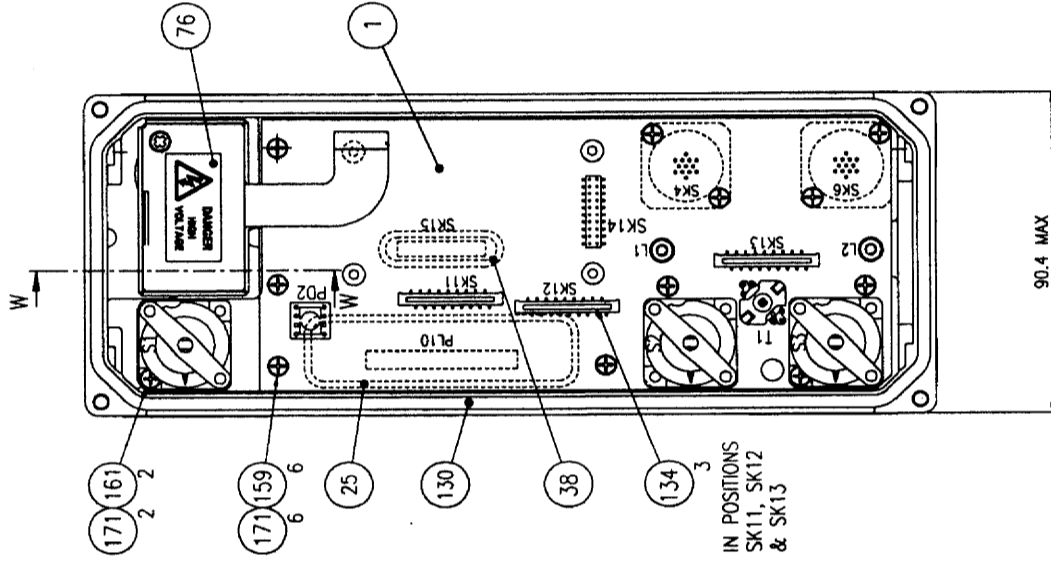 76
1
W
W
DANGER
HIGH
VOLTAGE
S1
PD2
SK15
SK11
SK12
SK14
SK4
SK6
L1
L2
SK13
PL10
T1
171 161
2 2
171 159
6 6
25
130
38
134
3
IN POSITIONS
SK11, SK12
& SK13
90.4 MAX